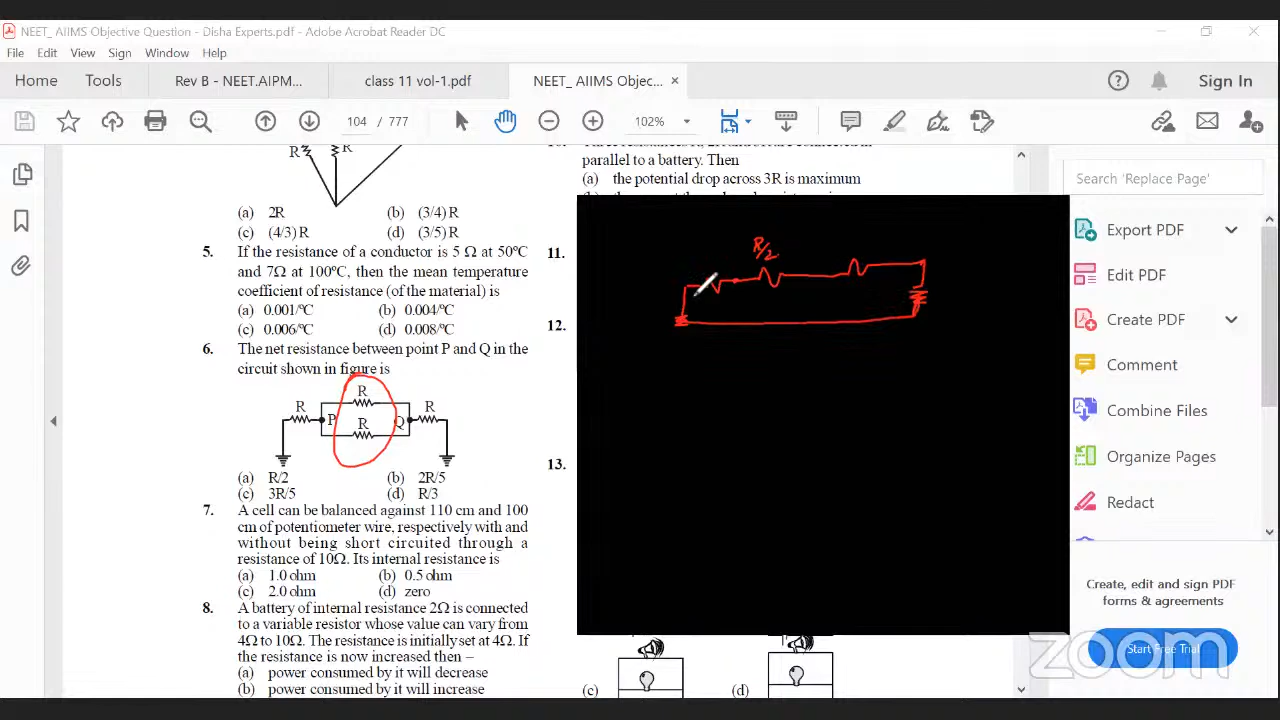 NEET_ AIIMS Objective Question - Disha Experts.pdf - Adobe Acrobat Reader DC
File Edit View Sign Window Help
Home Tools Rev B - NEET.AIPM... class 11 vol-1.pdf NEET_ AIIMS Objec... × Sign In
104 / 777 102%
R R
(a) 2R (b) (3/4) R
(c) (4/3) R (d) (3/5) R
5. If the resistance of a conductor is 5 Ω at 50ºC
and 7Ω at 100ºC, then the mean temperature
coefficient of resistance (of the material) is
(a) 0.001/ºC (b) 0.004/ºC
(c) 0.006/ºC (d) 0.008/ºC
6. The net resistance between point P and Q in the
circuit shown in figure is
R
R P Q R
R
(a) R/2 (b) 2R/5
(c) 3R/5 (d) R/3
7. A cell can be balanced against 110 cm and 100
cm of potentiometer wire, respectively with and
without being short circuited through a
resistance of 10Ω. Its internal resistance is
(a) 1.0 ohm (b) 0.5 ohm
(c) 2.0 ohm (d) zero
8. A battery of internal resistance 2Ω is connected
to a variable resistor whose value can vary from
4Ω to 10Ω. The resistance is initially set at 4Ω. If
the resistance is now increased then –
(a) power consumed by it will decrease
(b) power consumed by it will increase
parallel to a battery. Then
(a) the potential drop across 3R is maximum
11.
R/2
12.
13.
(c) (d)
Search 'Replace Page'
Export PDF
Edit PDF
Create PDF
Comment
Combine Files
Organize Pages
Redact
Create, edit and sign PDF
forms & agreements
Start Free Trial
zoom